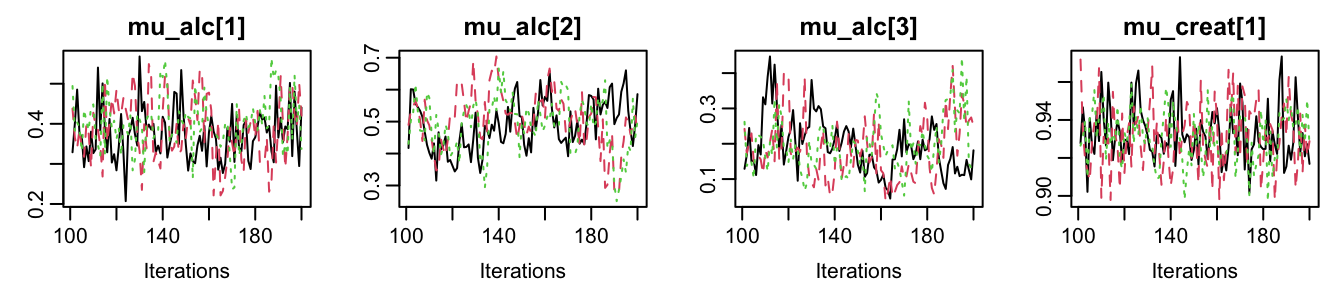 mu_alc[1] mu_alc[2] mu_alc[3] mu_creat[1]
0.2 0.4
0.3 0.5 0.7
0.1 0.3
0.90 0.94
100 140 180 100 140 180 100 140 180 100 140 180
Iterations Iterations Iterations Iterations